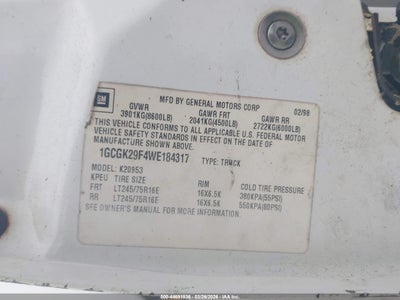 GM
MFD BY GENERAL MOTORS CORP 02/98
GVWR GAWR FRT GAWR RR
3901KG(8600LB) 2041KG(4500LB) 2722KG(6000LB)
THIS VEHICLE CONFORMS TO ALL APPLICABLE U.S. FEDERAL MOTOR
VEHICLE SAFETY STANDARDS IN EFFECT ON THE DATE OF
MANUFACTURE SHOWN ABOVE.
1GCGK29F4WE184317 TYPE: TRUCK
MODEL: K20953
KPEU TIRE SIZE RIM COLD TIRE PRESSURE
FRT LT245/75R16E 16X6.5K 380KPA(55PSI)
RR LT245/75R16E 16X6.5K 550KPA(80PSI)
SEE OWNER'S MANUAL FOR MORE INFORMATION